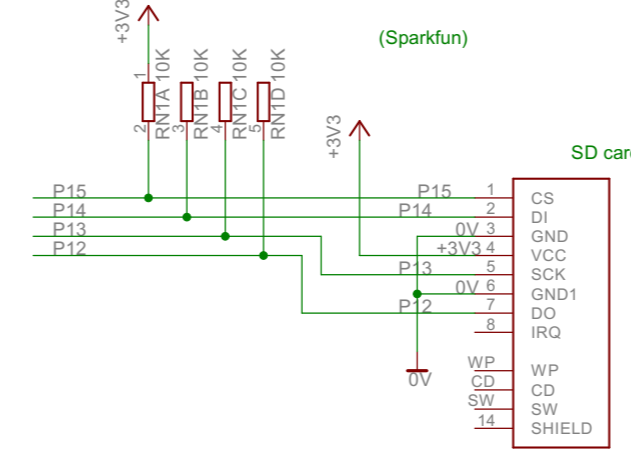 +3V3
(Sparkfun)
1
2
RN1A 10K
3
RN1B 10K
4
RN1C 10K
5
RN1D 10K
+3V3
SD car
P15
P15
1
CS
P14
P14
2
DI
P13
0V
3
GND
P12
+3V3
4
VCC
P13
5
SCK
0V
6
GND1
P12
7
DO
8
IRQ
0V
WP
WP
CD
CD
SW
SW
14
SHIELD